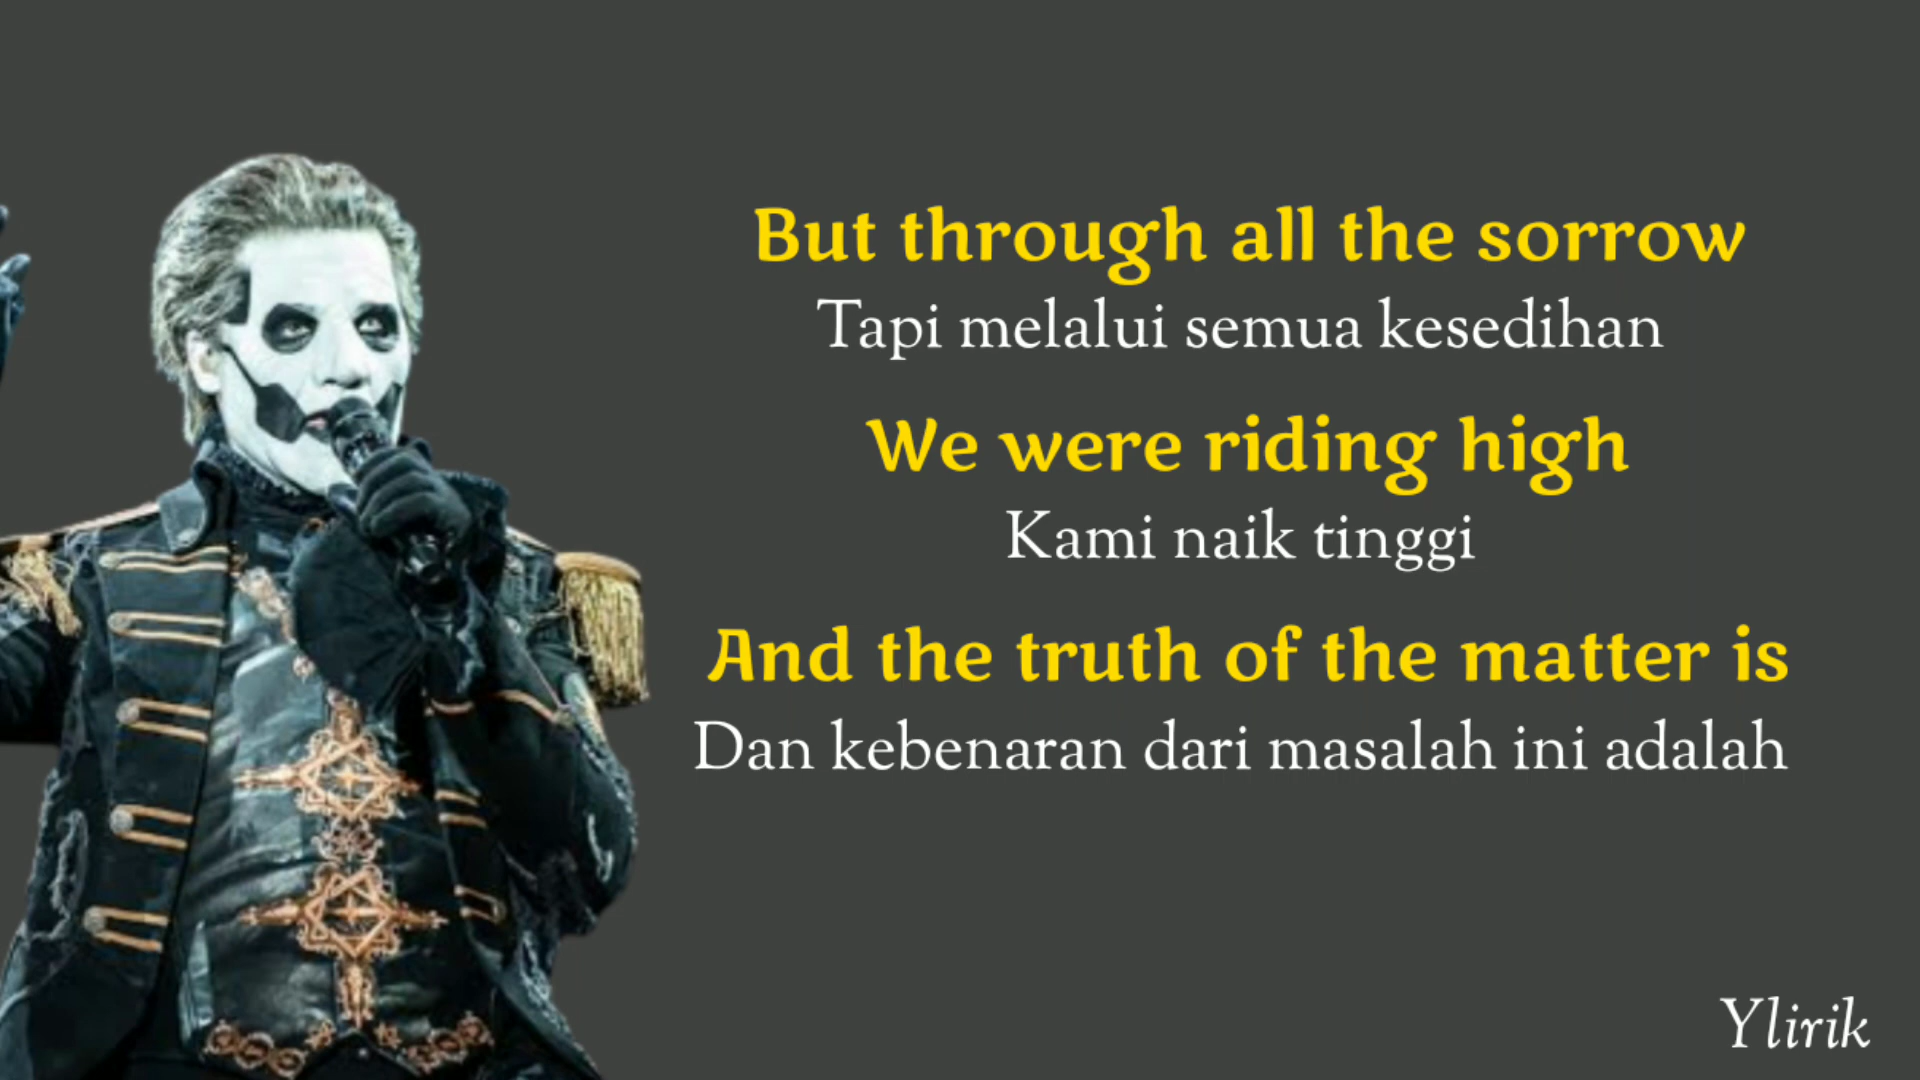 But through all the sorrow
Tapi melalui semua kesedihan
We were riding high
Kami naik tinggi
And the truth of the matter is
Dan kebenaran dari masalah ini adalah
Ylirik